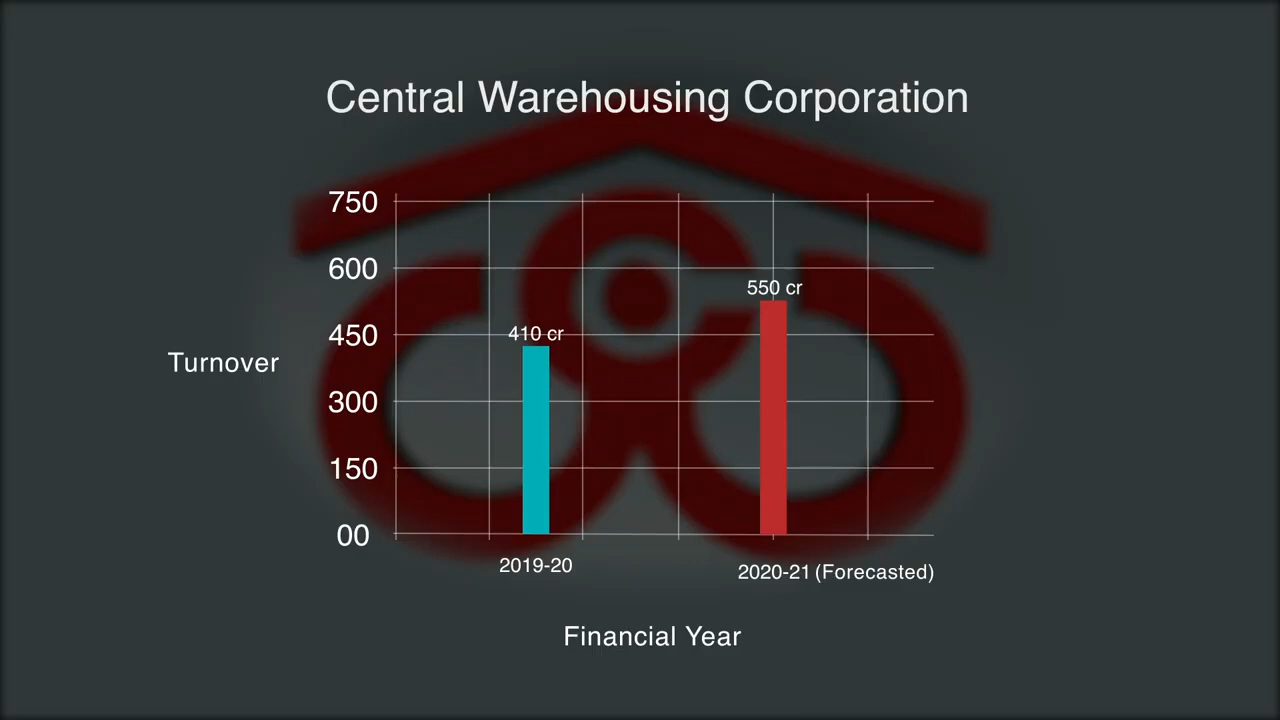 Central Warehousing Corporation
750
600
550 cr
410 cr
450
Turnover
300
150
00
2019-20
2020-21 (Forecasted)
Financial Year